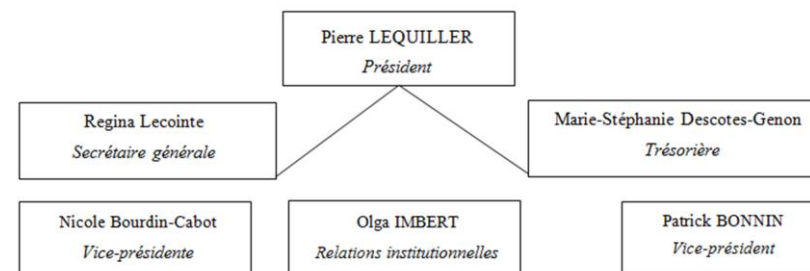 Pierre LEQUILLER
Président
Regina Lecointe
Secrétaire générale
Marie-Stéphanie Descotes-Genon
Trésorière
Nicole Bourdin-Cabot
Vice-présidente
Olga IMBERT
Relations institutionnelles
Patrick BONNIN
Vice-président